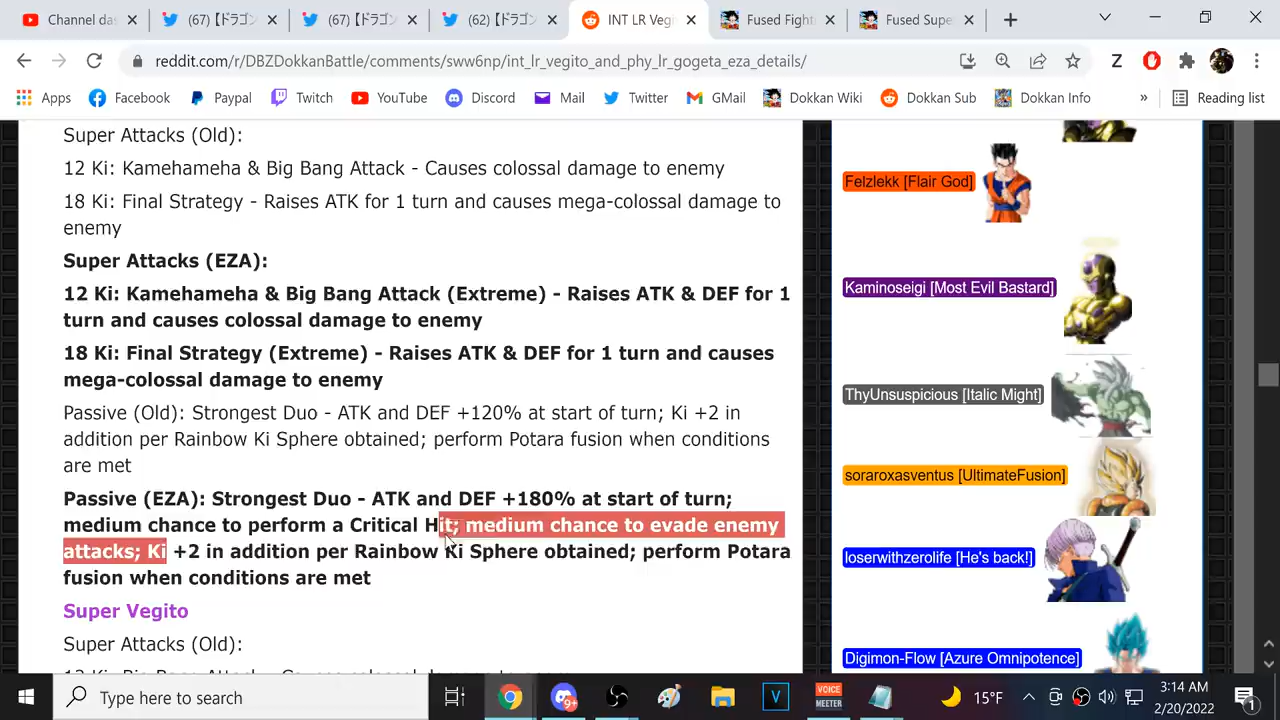 Classic Dams
(67) 【ドラゴン
(67) 【ドラゴ
(62) 【ドラゴン
INT LR Vegi
Fused Fight
Fused Supe
reddit.com/r/DBZDokkanBattle/comments/sww6np/int_lr_vegito_and_phy_lr_gogeta_eza_details/
Apps
Facebook
Paypal
Twitch
YouTube
Discord
Mail
Twitter
GMail
Dokkan Wiki
Dokkan Sub
Dokkan Info
»
Reading list
Super Attacks (Old):
12 Ki: Kamehameha & Big Bang Attack - Causes colossal damage to enemy
18 Ki: Final Strategy - Raises ATK for 1 turn and causes mega-colossal damage to
enemy
Super Attacks (EZA):
12 Ki: Kamehameha & Big Bang Attack (Extreme) - Raises ATK & DEF for 1
turn and causes colossal damage to enemy
18 Ki: Final Strategy (Extreme) - Raises ATK & DEF for 1 turn and causes
mega-colossal damage to enemy
Passive (Old): Strongest Duo - ATK and DEF +120% at start of turn; Ki +2 in
addition per Rainbow Ki Sphere obtained; perform Potara fusion when conditions
are met
Passive (EZA): Strongest Duo - ATK and DEF +180% at start of turn;
medium chance to perform a Critical Hit; medium chance to evade enemy
attacks; Ki +2 in addition per Rainbow Ki Sphere obtained; perform Potara
fusion when conditions are met
Super Vegito
Super Attacks (Old):
Felzlekk [Flair God]
Kaminoseigi [Most Evil Bastard]
ThyUnsuspicious [Italic Might]
soraroxasventus [UltimateFusion]
loserwithzerolife [He's back!]
Digimon-Flow [Azure Omnipotence]
Type here to search
9+
V
VOICE
MEETER
15°F
3:14 AM
2/20/2022
1